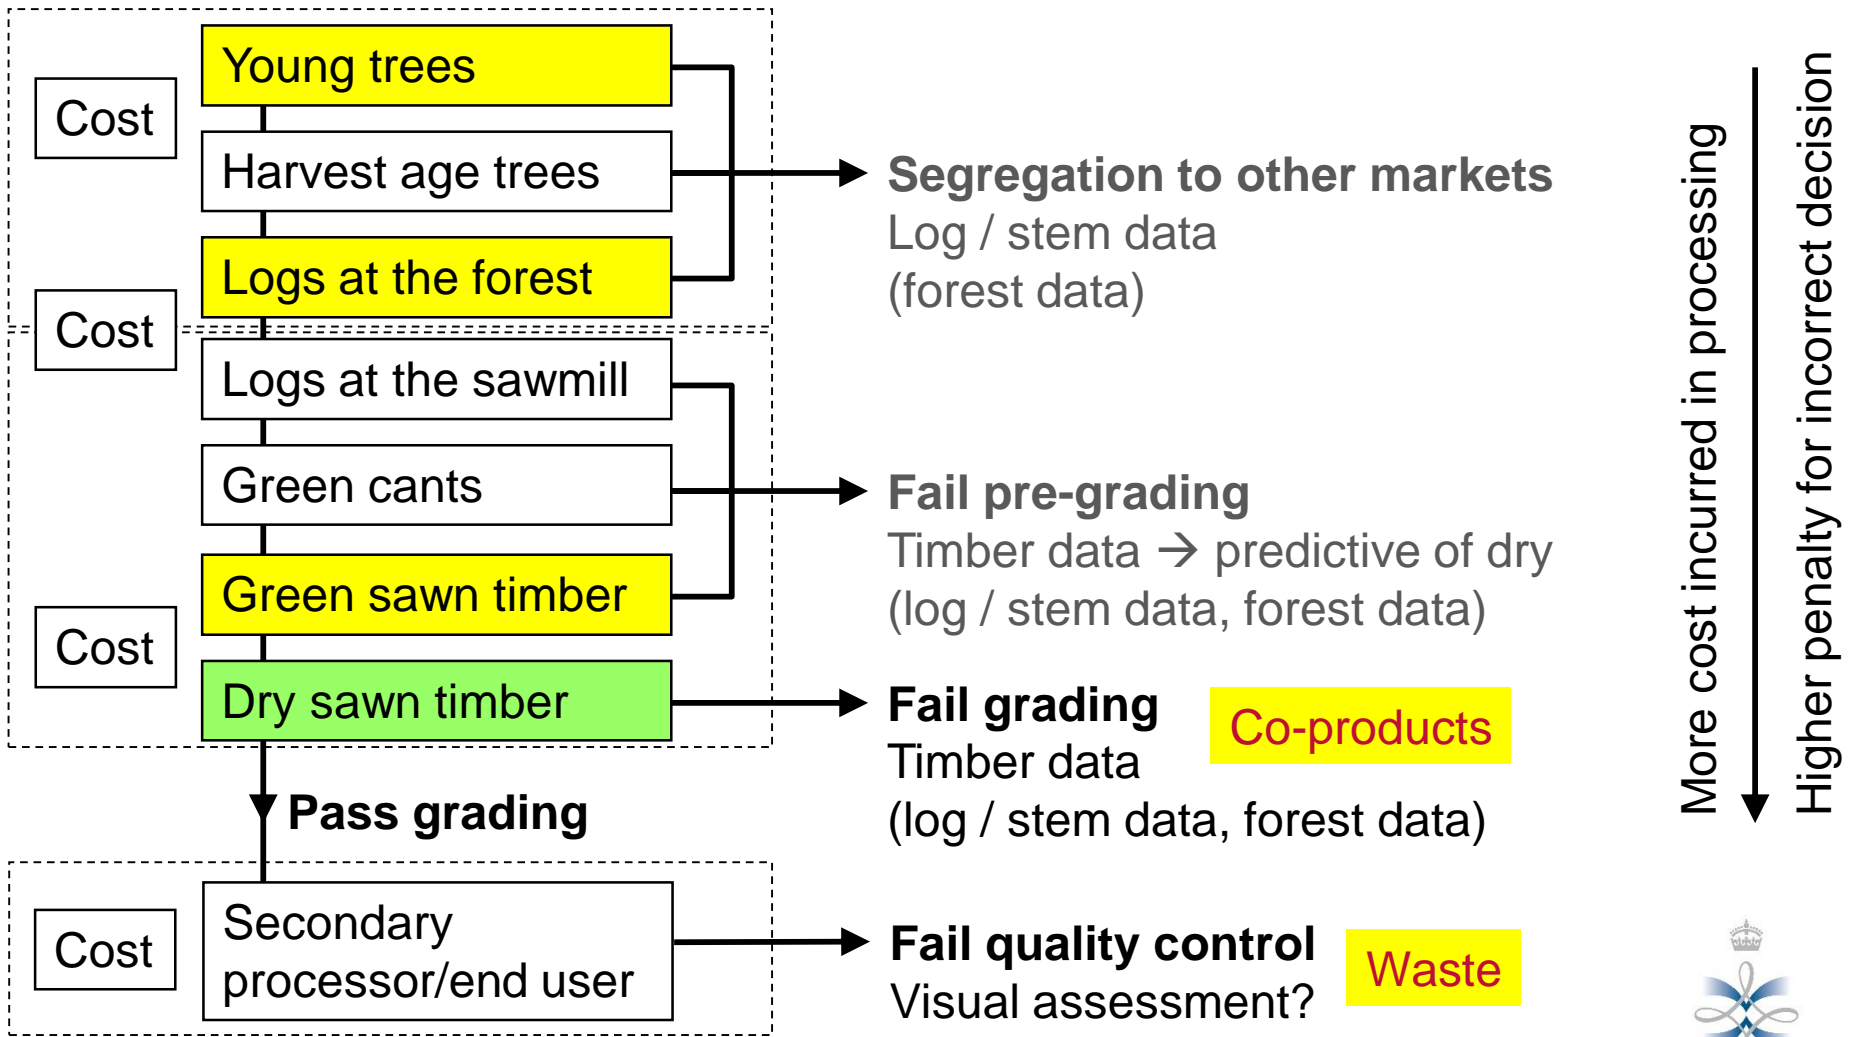 Cost
Young trees
Harvest age trees
Logs at the forest
Segregation to other markets
Log / stem data
(forest data)
Cost
Logs at the sawmill
Green cants
Green sawn timber
Fail pre-grading
Timber data → predictive of dry
(log / stem data, forest data)
Cost
Dry sawn timber
Fail grading
Timber data
(log / stem data, forest data)
Co-products
Pass grading
Cost
Secondary
processor/end user
Fail quality control
Visual assessment?
Waste
More cost incurred in processing
Higher penalty for incorrect decision